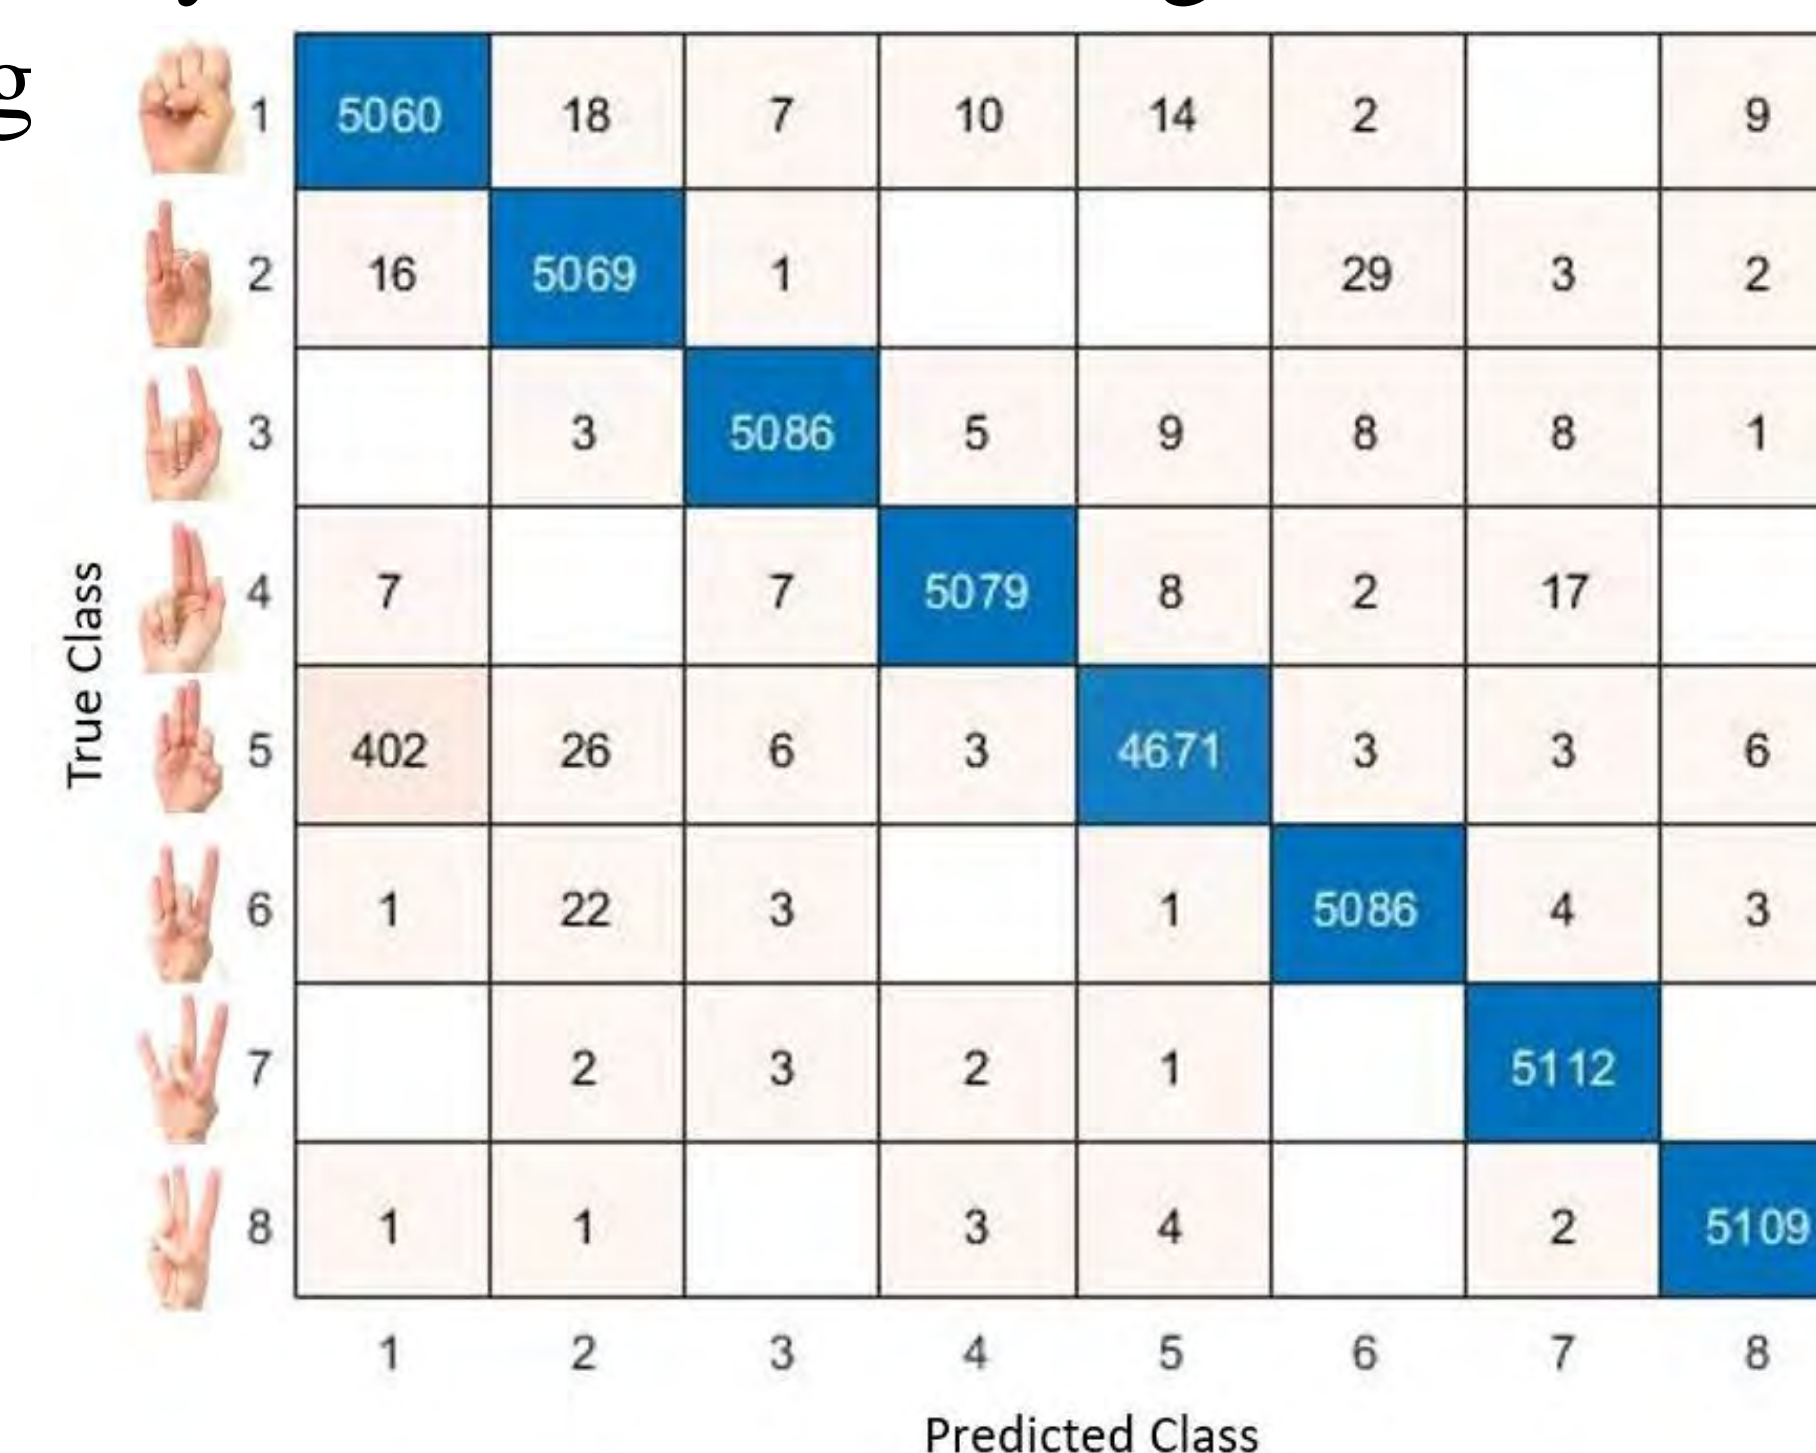 g
1 5060 18 7 10 14 2 9
2 16 5069 1 29 3 2
3 3 5086 5 9 8 8 1
4 7 7 5079 8 2 17
5 402 26 6 3 4671 3 3 6
6 1 22 3 1 5086 4 3
7 2 3 2 1 5112
8 1 1 3 4 2 5109
True Class
1 2 3 4 5 6 7 8
Predicted Class